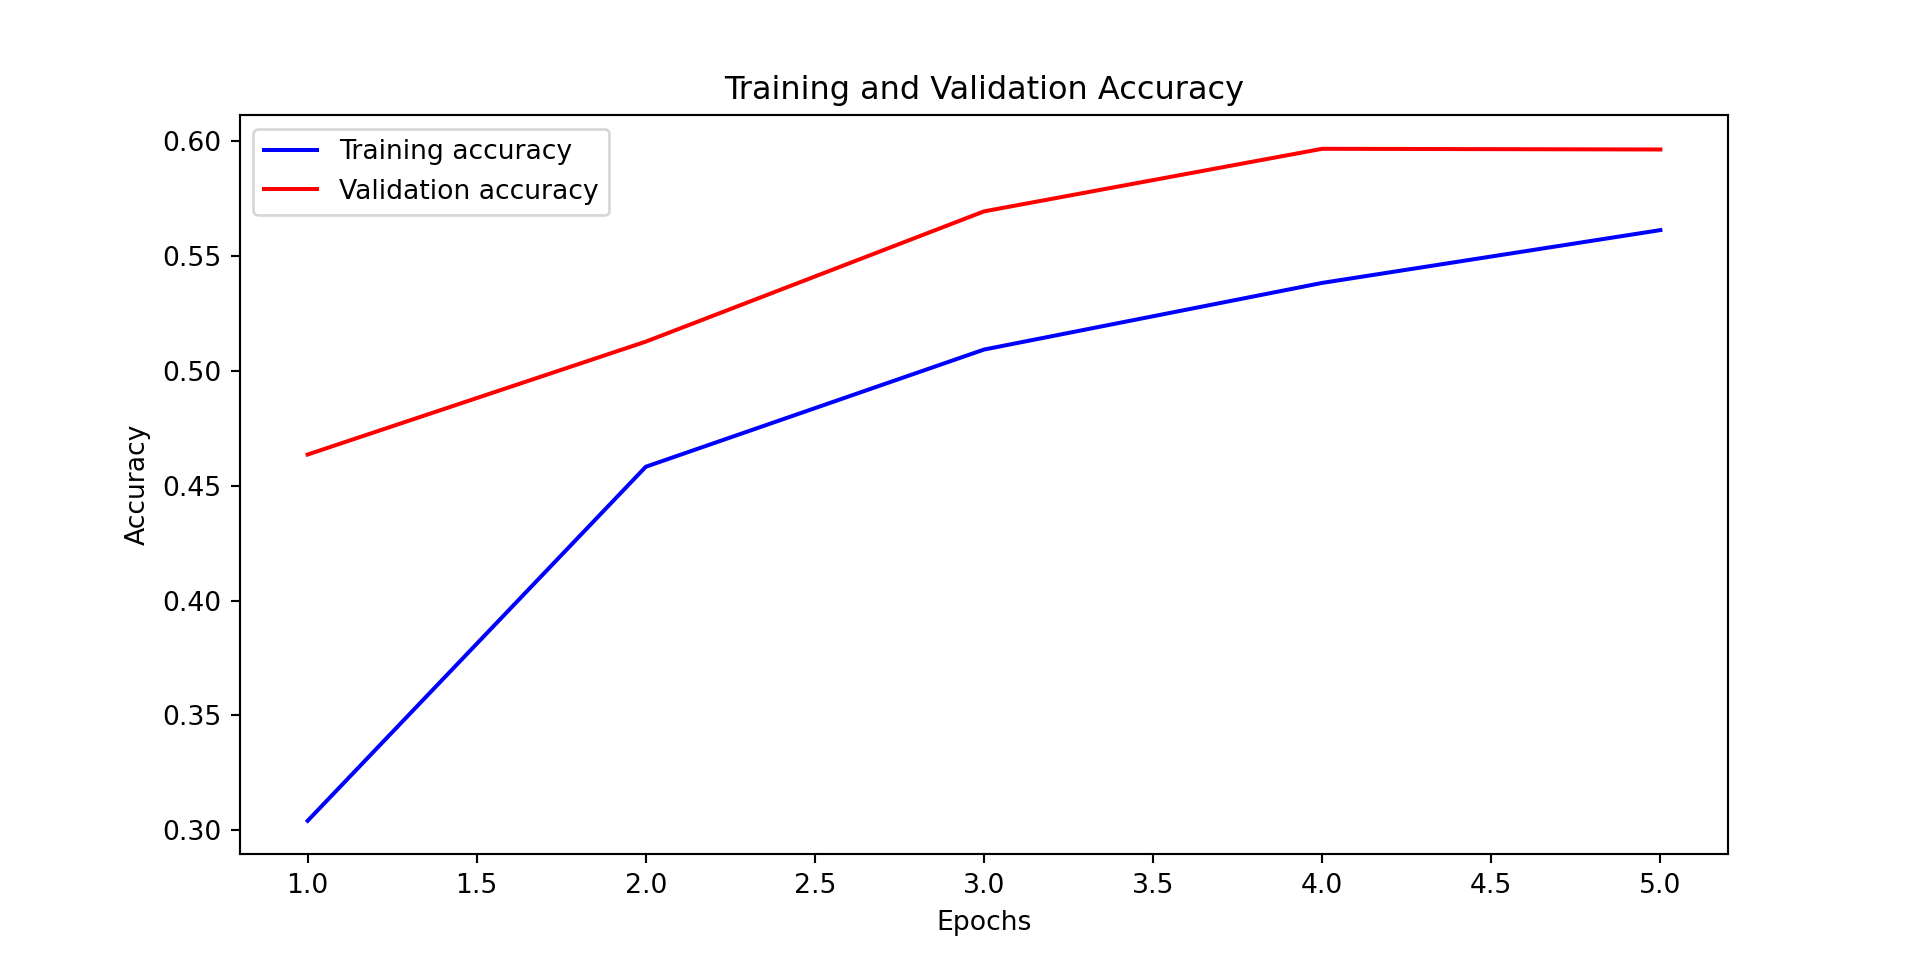 Training and Validation Accuracy
Training accuracy
Validation accuracy
0.60
0.55
0.50
0.45
0.40
0.35
0.30
Accuracy
1.0 1.5 2.0 2.5 3.0 3.5 4.0 4.5 5.0
Epochs